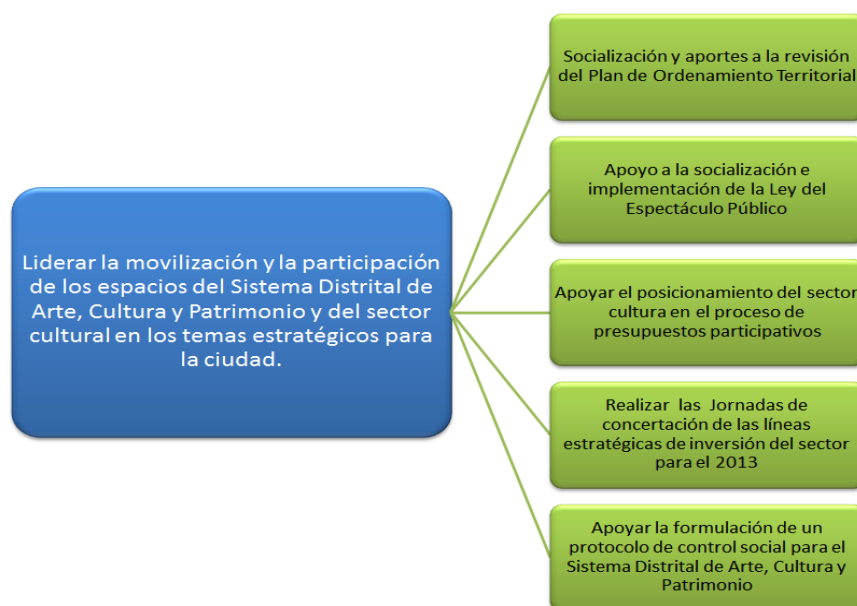 Liderar la movilización y la participación
de los espacios del Sistema Distrital de
Arte, Cultura y Patrimonio y del sector
cultural en los temas estratégicos para
la ciudad.
Socialización y aportes a la revisión
del Plan de Ordenamiento Territorial
Apoyo a la socialización e
implementación de la Ley del
Espectáculo Público
Apoyar el posicionamiento del sector
cultura en el proceso de
presupuestos participativos
Realizar las Jornadas de
concertación de las líneas
estratégicas de inversión del sector
para el 2013
Apoyar la formulación de un
protocolo de control social para el
Sistema Distrital de Arte, Cultura y
Patrimonio